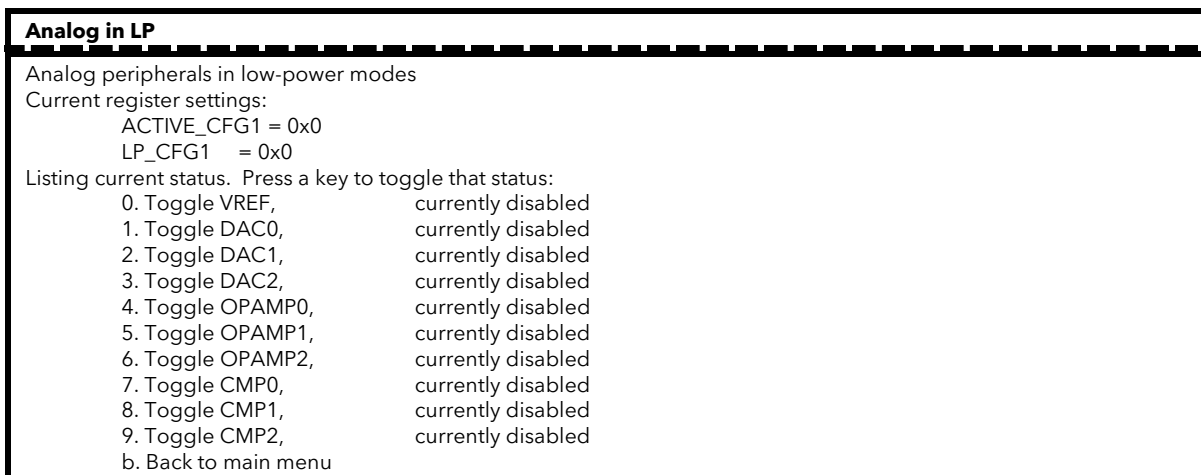 Analog in LP
Analog peripherals in low-power modes
Current register settings:
ACTIVE_CFG1 = 0x0
LP_CFG1    = 0x0
Listing current status.  Press a key to toggle that status:
0. Toggle VREF, currently disabled
1. Toggle DAC0, currently disabled
2. Toggle DAC1, currently disabled
3. Toggle DAC2, currently disabled
4. Toggle OPAMP0, currently disabled
5. Toggle OPAMP1, currently disabled
6. Toggle OPAMP2, currently disabled
7. Toggle CMP0, currently disabled
8. Toggle CMP1, currently disabled
9. Toggle CMP2, currently disabled
b. Back to main menu